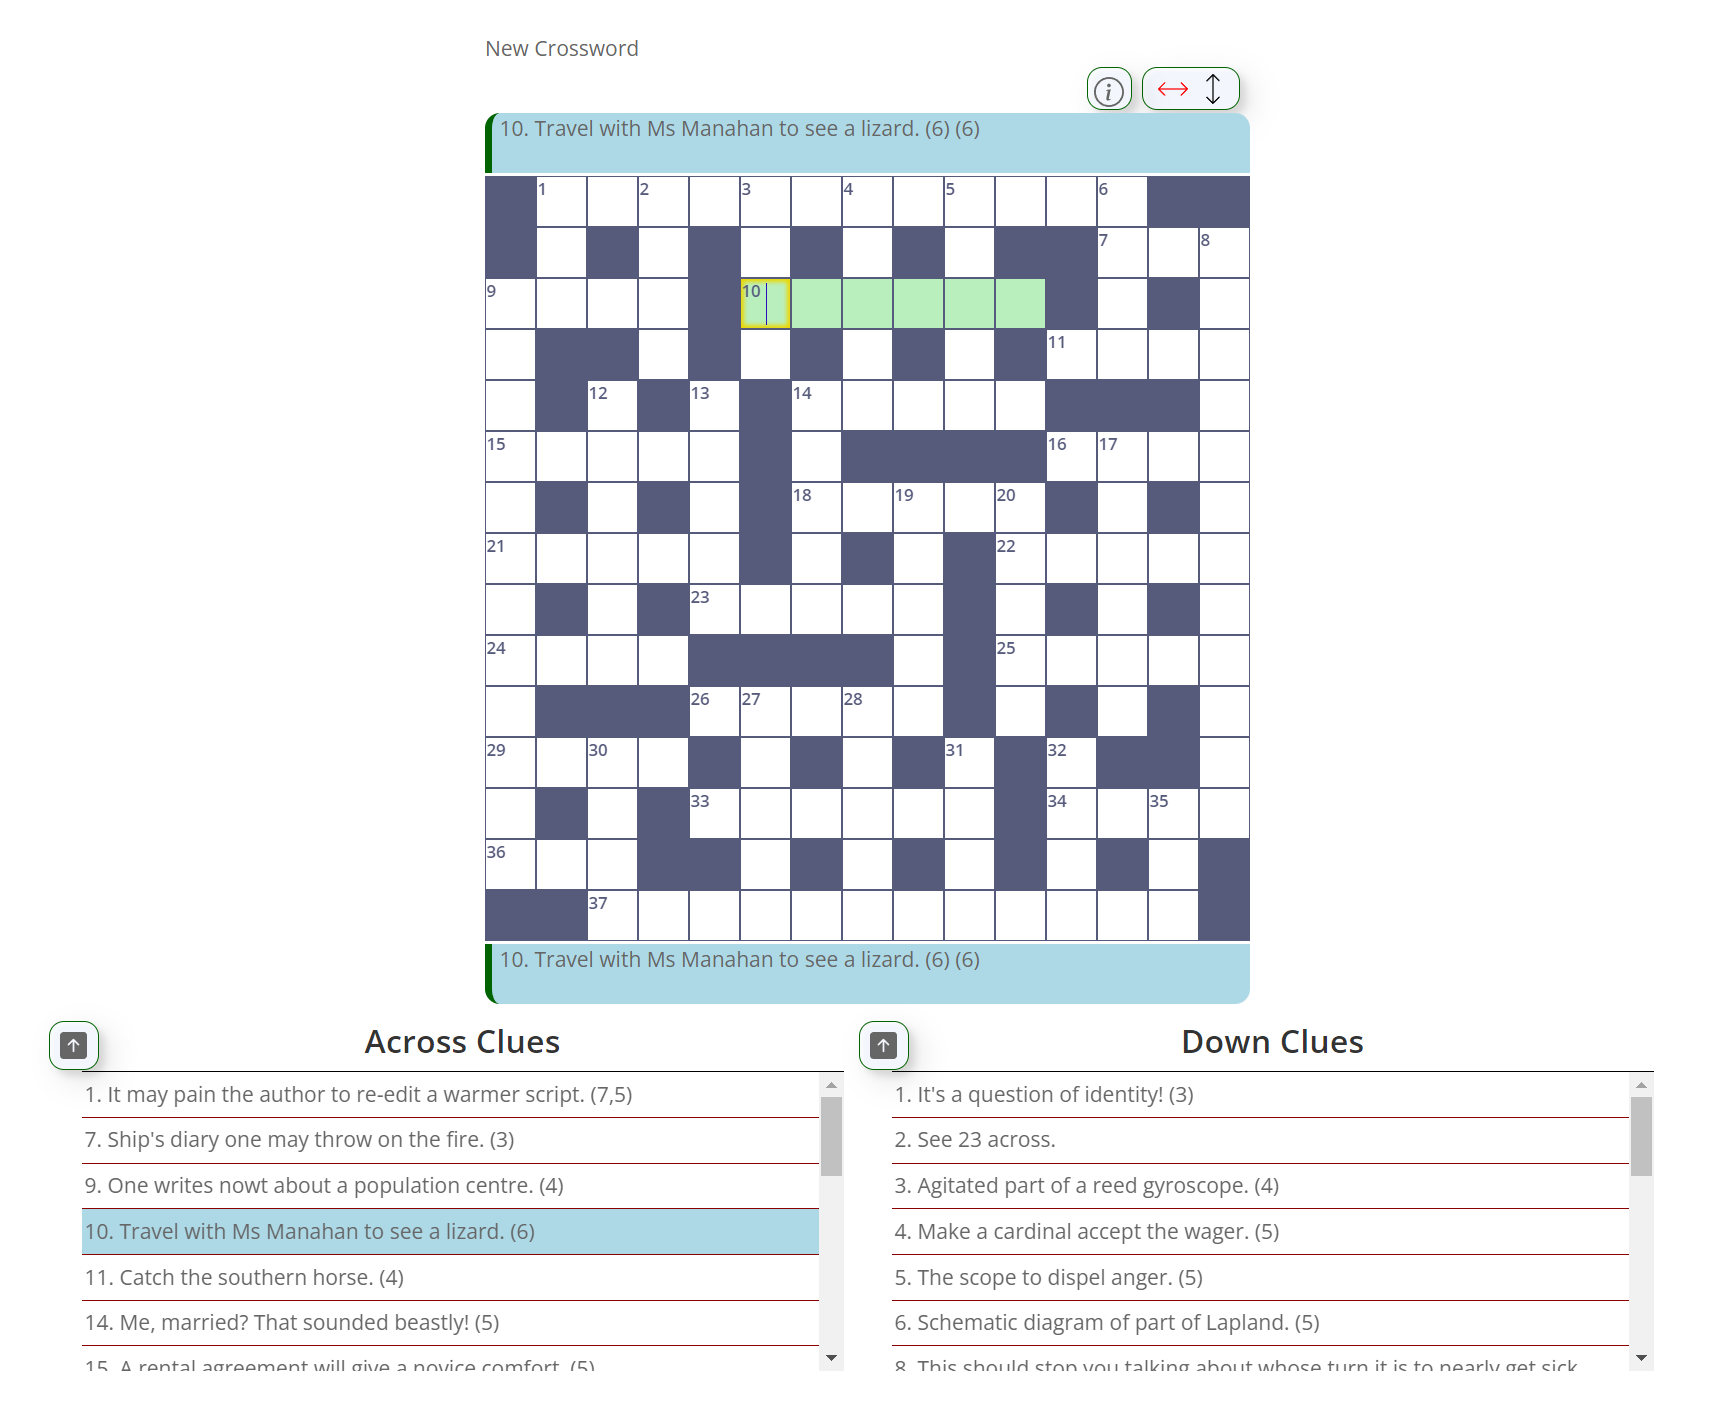 New Crossword
10. Travel with Ms Manahan to see a lizard. (6) (6)
1 2 3 4 5 6
7 8
9 10
11
12 13 14
15 16 17
18 19 20
21 22
23
24 25
26 27 28
29 30 31 32
33 34 35
36
37
10. Travel with Ms Manahan to see a lizard. (6) (6)
Across Clues
1. It may pain the author to re-edit a warmer script. (7,5)
7. Ship's diary one may throw on the fire. (3)
9. One writes nowt about a population centre. (4)
10. Travel with Ms Manahan to see a lizard. (6)
11. Catch the southern horse. (4)
14. Me, married? That sounded beastly! (5)
15. A rental agreement will give a novice comfort. (5)
Down Clues
1. It's a question of identity! (3)
2. See 23 across.
3. Agitated part of a reed gyroscope. (4)
4. Make a cardinal accept the wager. (5)
5. The scope to dispel anger. (5)
6. Schematic diagram of part of Lapland. (5)
8. This should stop you talking about whose turn it is to nearly get sick